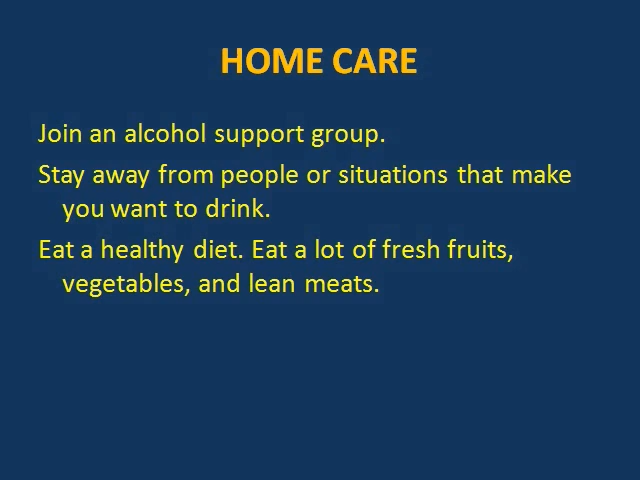 HOME CARE
Join an alcohol support group.
Stay away from people or situations that make
you want to drink.
Eat a healthy diet. Eat a lot of fresh fruits,
vegetables, and lean meats.